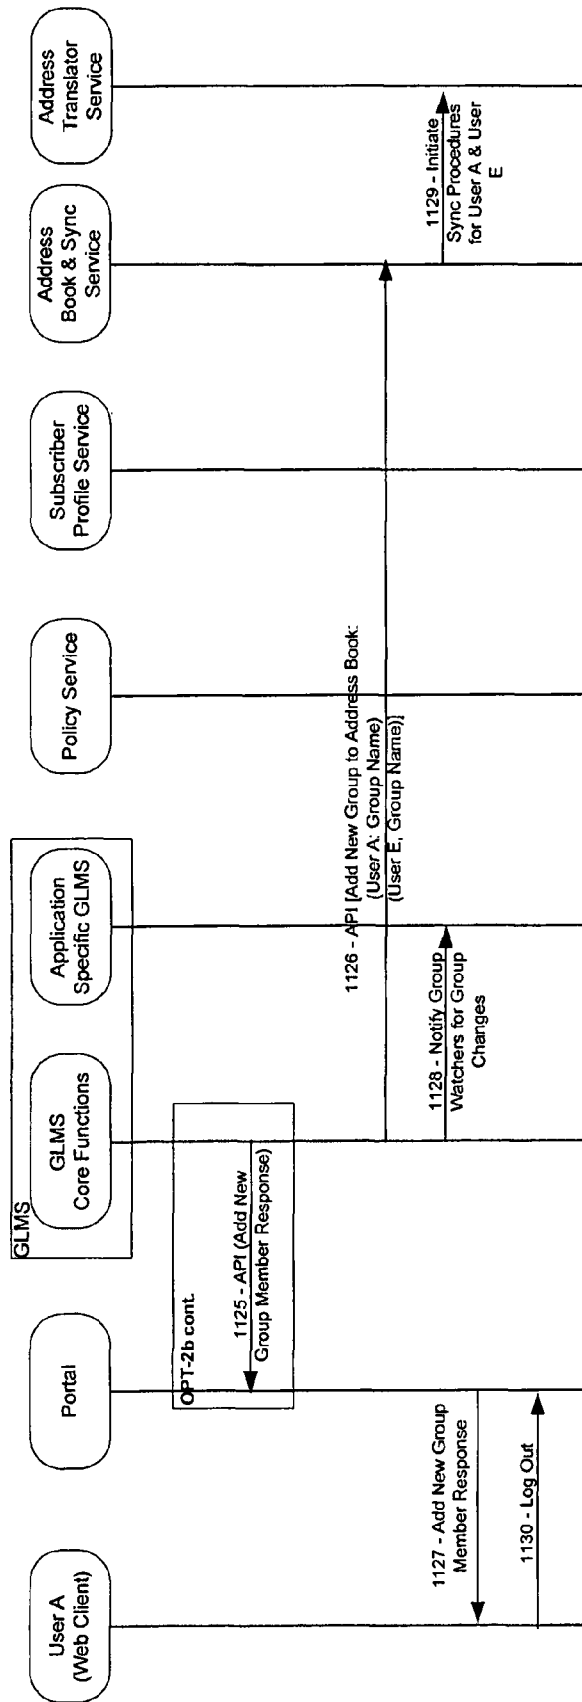 User A
(Web Client)
Portal
GLMS
GLMS
Core Functions
Application
Specific GLMS
Policy Service
Subscriber
Profile Service
Address
Book & Sync
Service
Address
Translator
Service
OPT-2b cont.
1125 - API (Add New
Group Member Response)
1126 - API [Add New Group to Address Book:
(User A: Group Name)
(User E, Group Name)]
1127 - Add New Group
Member Response
1128 - Notify Group
Watchers for Group
Changes
1129 - Initiate
Sync Procedures
for User A & User
E
1130 - Log Out